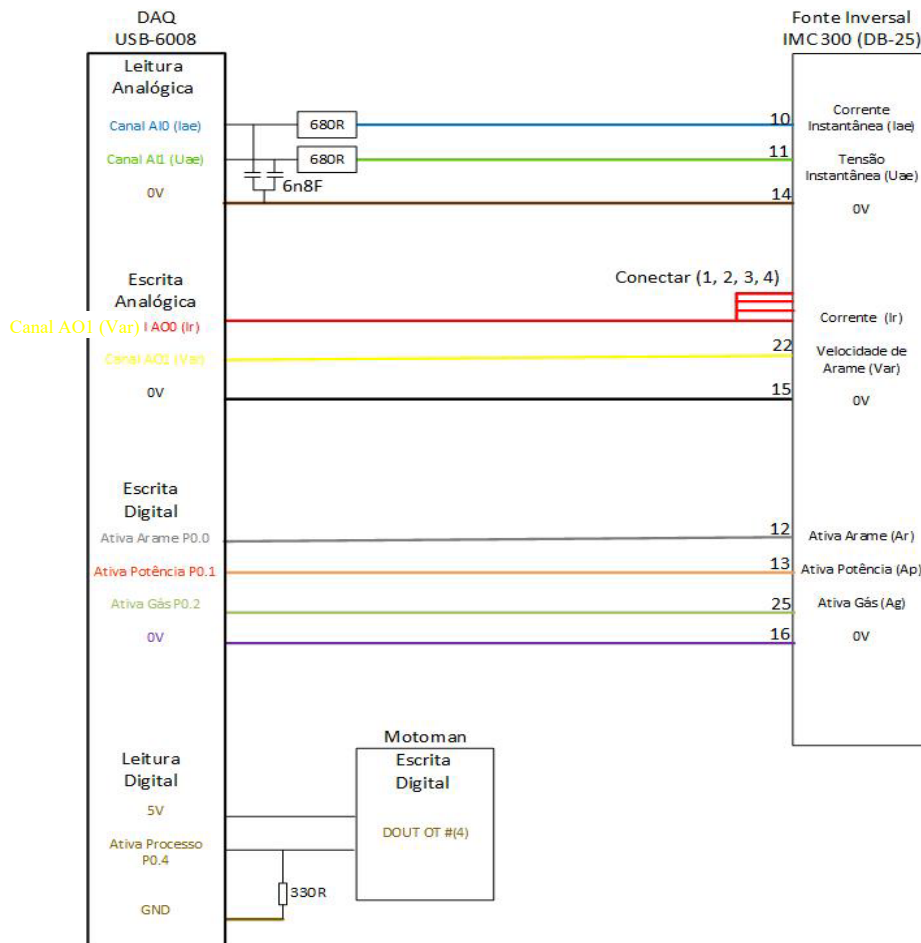 DAQ
USB-6008
Fonte Inversal
IMC 300 (DB-25)
Leitura
Analógica
Canal AI0 (Iae)
680R
10
Corrente
Instantânea (Iae)
Canal AI1 (Uae)
680R
11
Tensão
Instantânea (Uae)
6n8F
0V
14
0V
Escrita
Analógica
Conectar (1, 2, 3, 4)
Canal AO1 (Var)
l AO0 (Ir)
Corrente (Ir)
22
Velocidade de
Arame (Var)
0V
15
0V
Escrita
Digital
Ativa Arame P0.0
12
Ativa Arame (Ar)
Ativa Potência P0.1
13
Ativa Potência (Ap)
Ativa Gás P0.2
25
Ativa Gás (Ag)
0V
16
0V
Leitura
Digital
Motoman
Escrita
Digital
5V
DOUT OT #(4)
Ativa Processo
P0.4
330R
GND